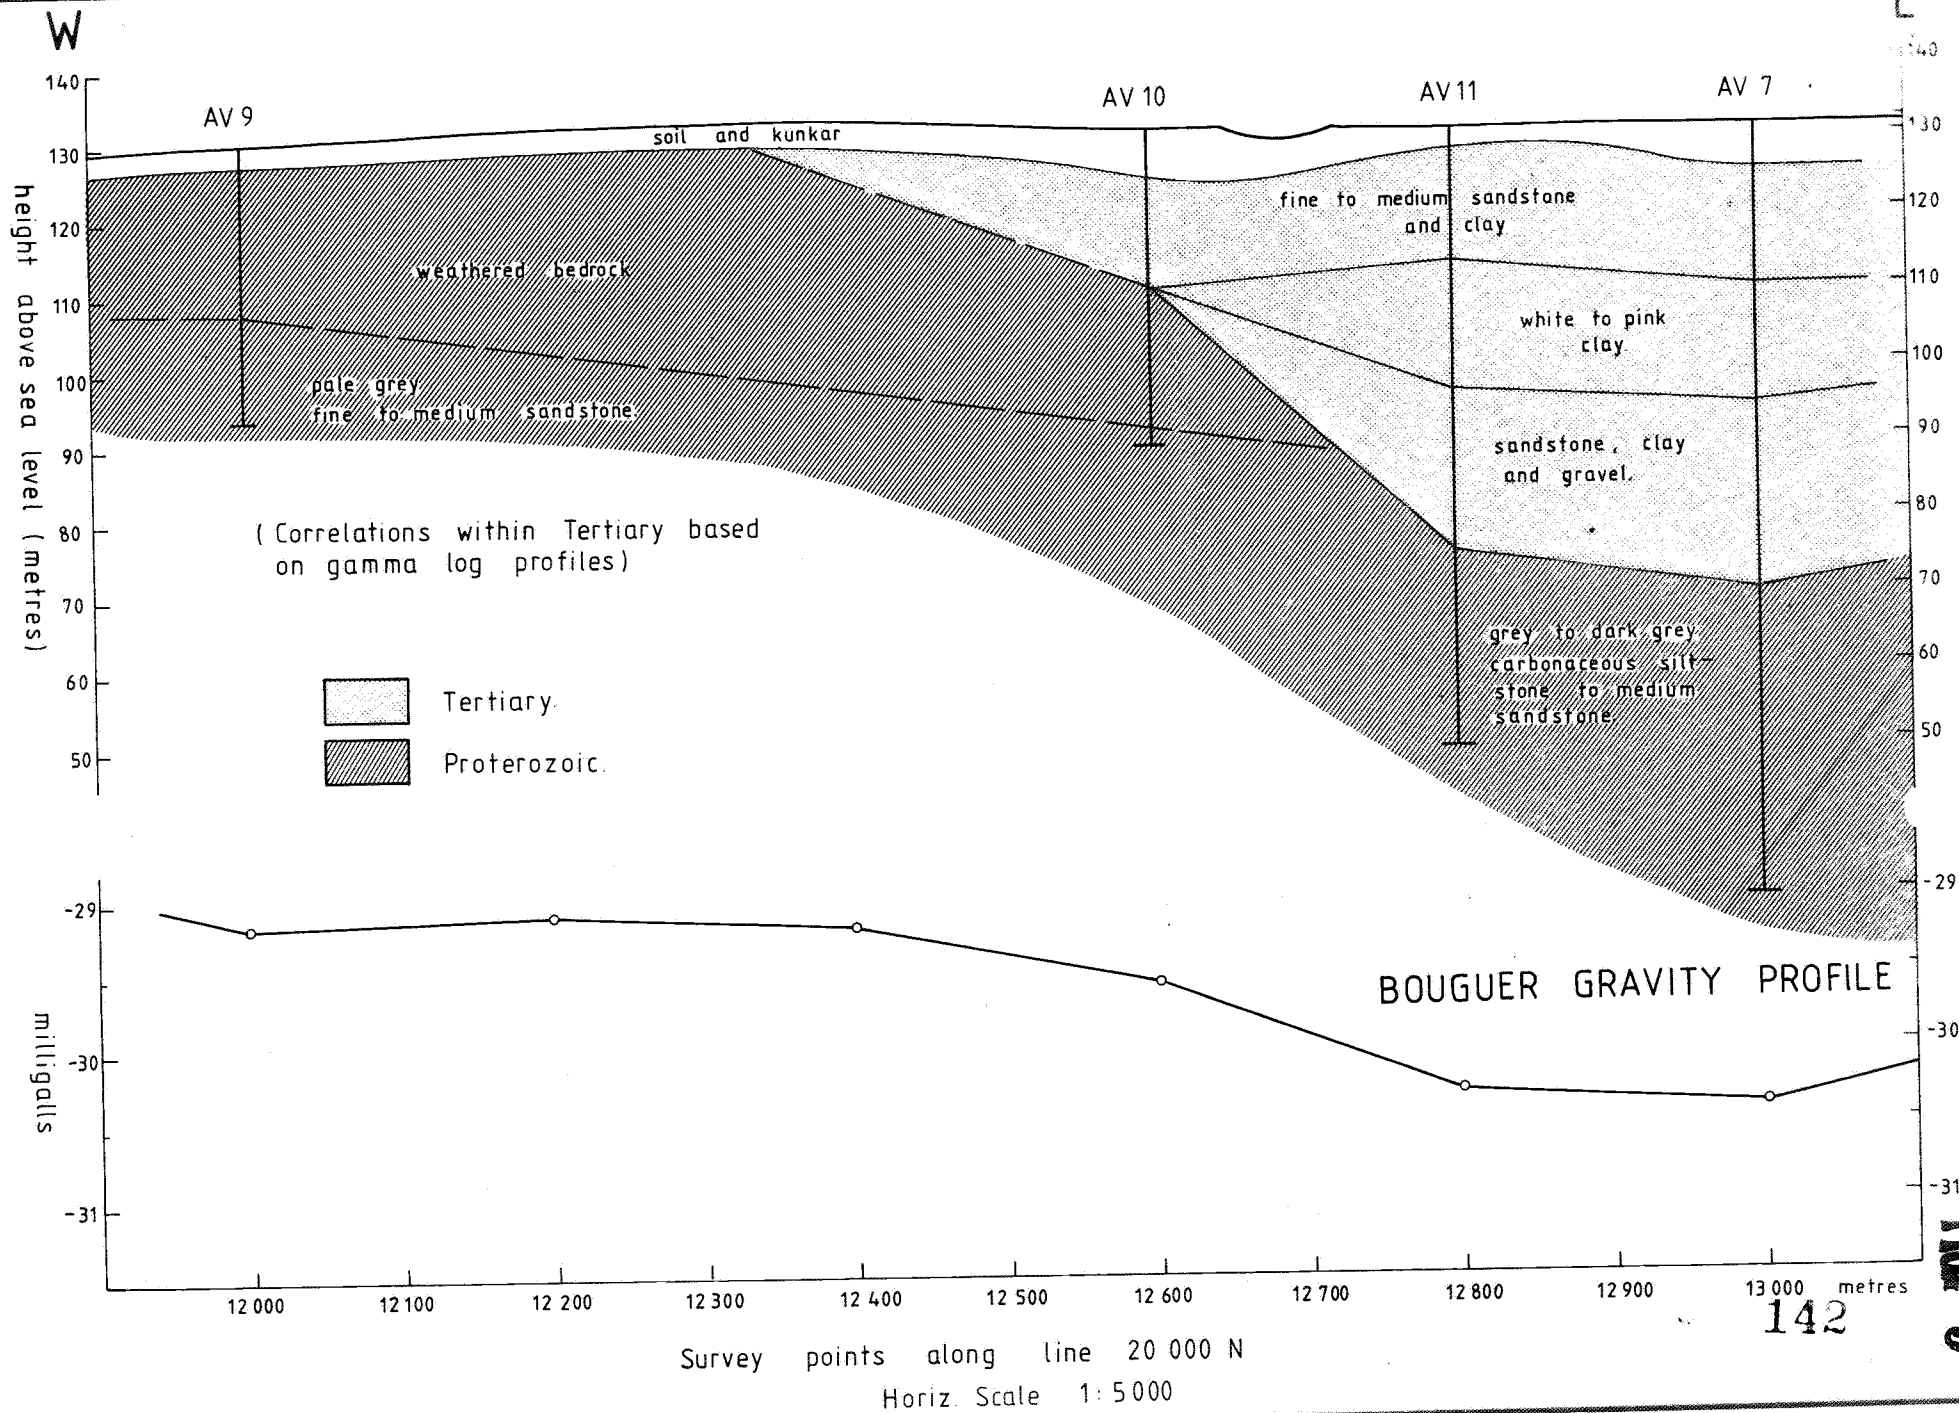 W
AV 9
AV 10
AV 11
AV 7
140
130
120
110
100
90
80
70
60
50
height above sea level (metres)
140
130
120
110
100
90
80
70
60
50
soil and kunkar
weathered bedrock
pale grey
fine to medium sandstone
fine to medium sandstone
and clay
white to pink
clay
sandstone, clay
and gravel.
grey to dark grey
carbonaceous silt-
stone to medium
sandstone.
(Correlations within Tertiary based
on gamma log profiles)
Tertiary.
Proterozoic.
BOUGUER GRAVITY PROFILE
-29
-30
-31
milligalls
-29
-30
-31
12 000
12 100
12 200
12 300
12 400
12 500
12 600
12 700
12 800
12 900
13 000
metres
142
Survey points along line 20 000 N
Horiz. Scale 1:5000